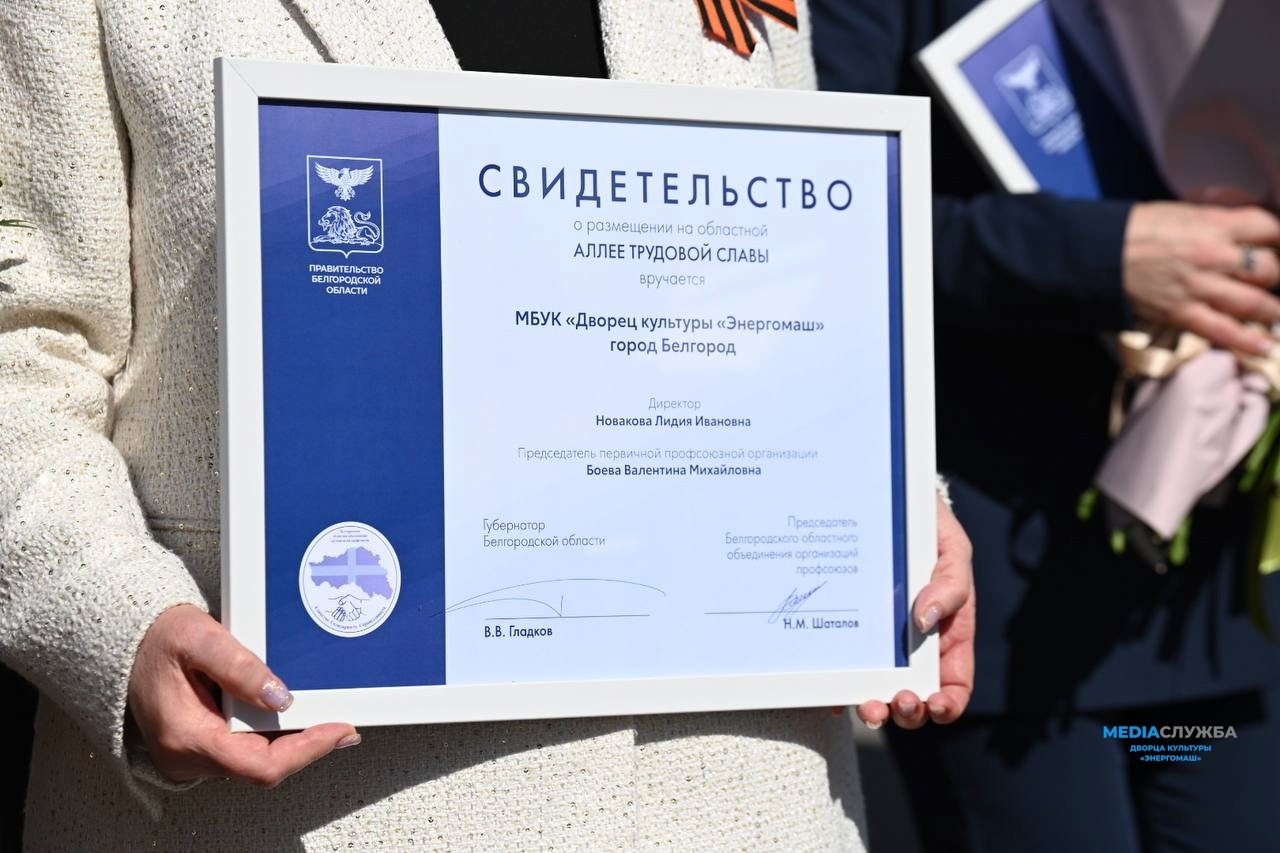 СВИДЕТЕЛЬСТВО
о размещении на областной
АЛЛЕЕ ТРУДОВОЙ СЛАВЫ
вручается
МБУК «Дворец культуры «Энергомаш»
город Белгород
Директор
Новакова Лидия Ивановна
Председатель первичной профсоюзной организации
Боева Валентина Михайловна
ПРАВИТЕЛЬСТВО
БЕЛГОРОДСКОЙ
ОБЛАСТИ
Губернатор
Белгородской области
В.В. Гладков
Председатель
Белгородского областного
объединения организаций
профсоюзов
Н.М. Шаталов
MEDIAСЛУЖБА
ДВОРЦА КУЛЬТУРЫ
«ЭНЕРГОМАШ»